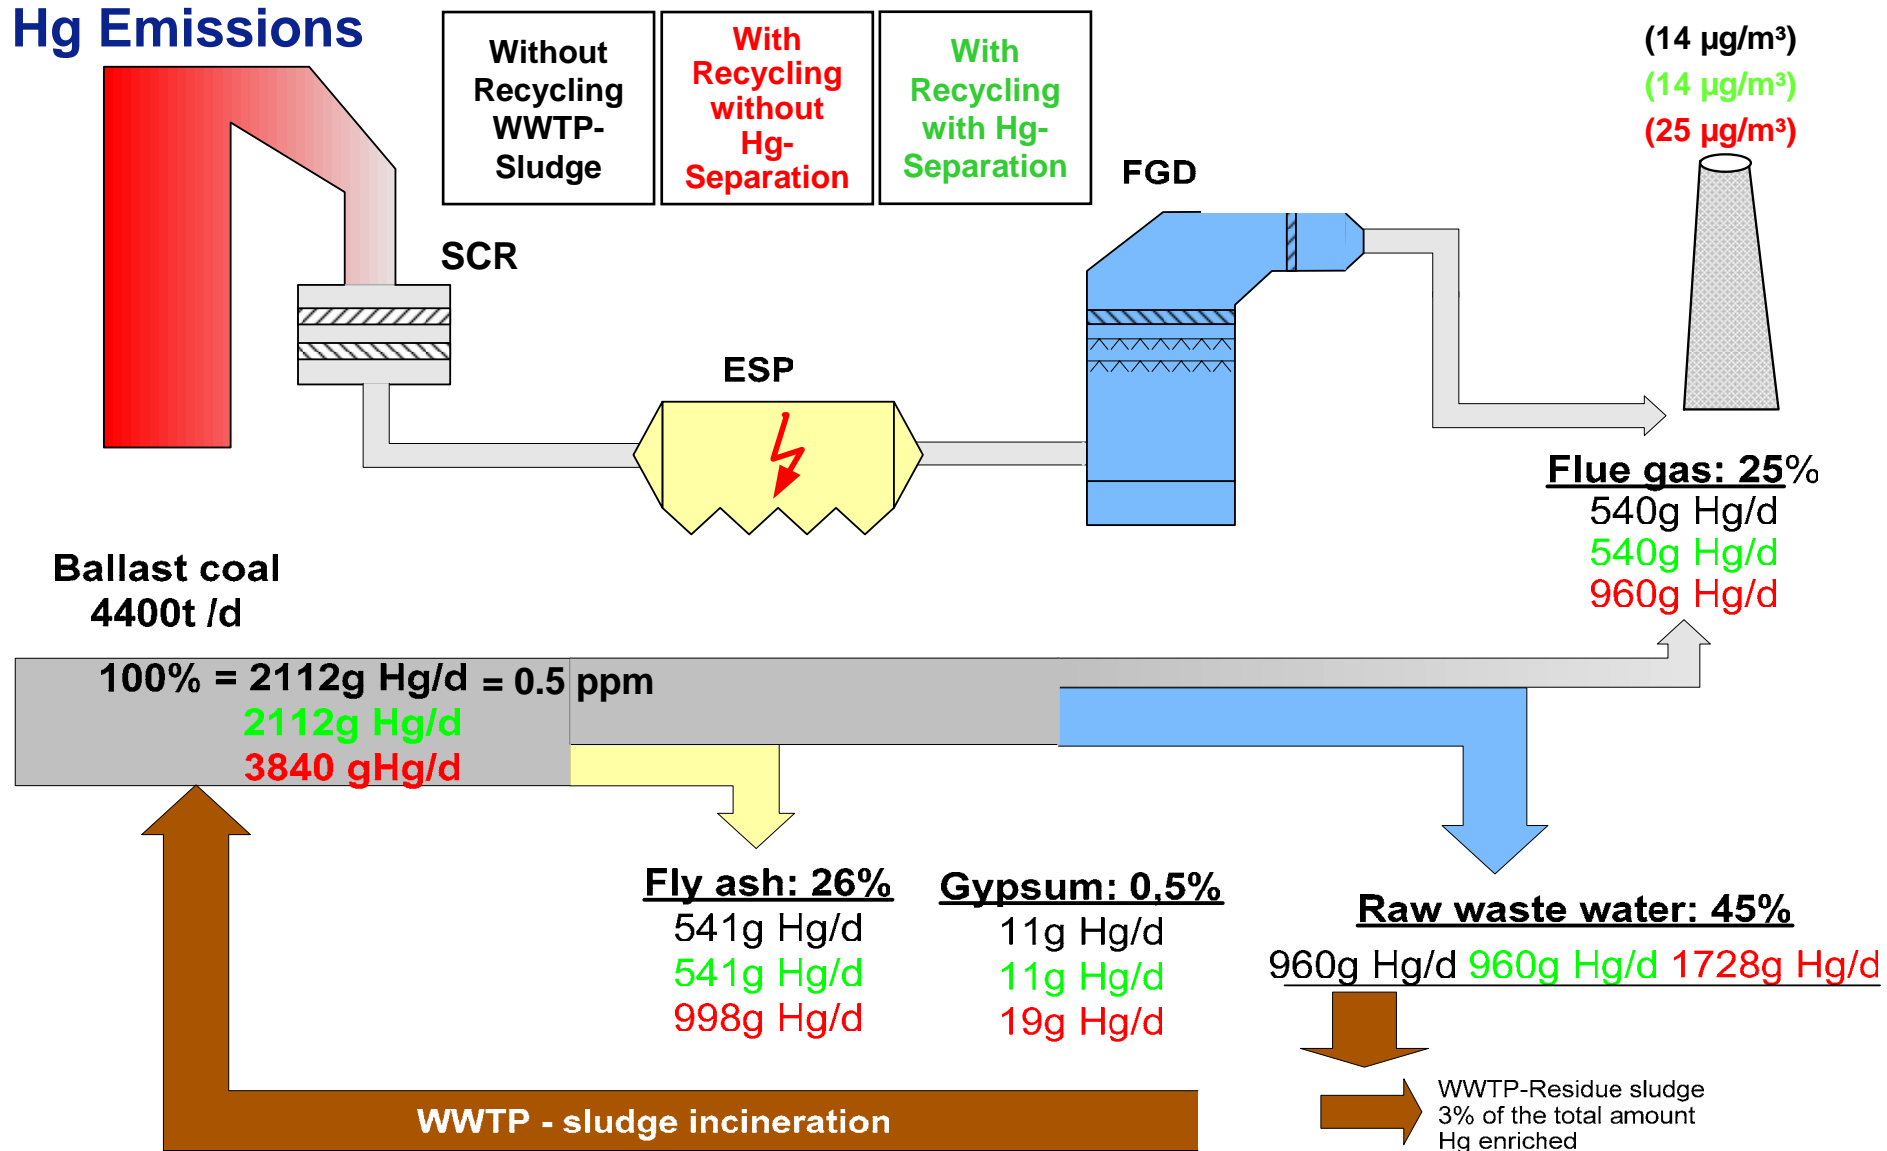 Hg Emissions
Without
Recycling
WWTP-
Sludge
With
Recycling
without
Hg-
Separation
With
Recycling
with Hg-
Separation
(14 µg/m³)
(14 µg/m³)
(25 µg/m³)
FGD
SCR
ESP
Flue gas: 25%
540g Hg/d
540g Hg/d
960g Hg/d
Ballast coal
4400t /d
100% = 2112g Hg/d = 0.5 ppm
2112g Hg/d
3840 gHg/d
Fly ash: 26%
541g Hg/d
541g Hg/d
998g Hg/d
Gypsum: 0,5%
11g Hg/d
11g Hg/d
19g Hg/d
Raw waste water: 45%
960g Hg/d 960g Hg/d 1728g Hg/d
WWTP - sludge incineration
WWTP-Residue sludge
3% of the total amount
Hg enriched